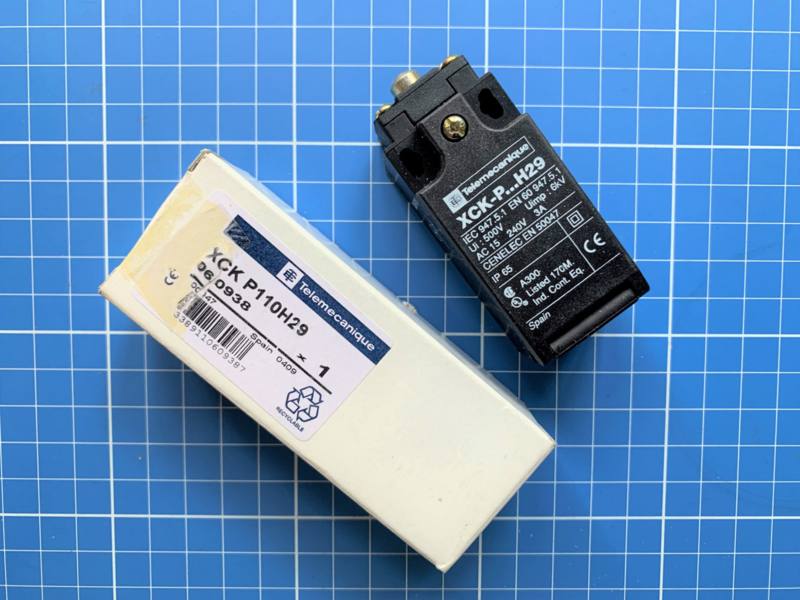 Telemecanique
XCK P110H29
060938
Spain 0409
x 1
3389110609387
RECYCLABLE
CE
Telemecanique
XCK-P...H29
IEC 947.5.1 EN 60 947.5.1
Ui : 500V Uimp : 6kV
AC 15 240V 3A
CENELEC EN 50047
IP 65
A300-
Listed 170M.
Ind. Cont. Eq.
CE
Spain